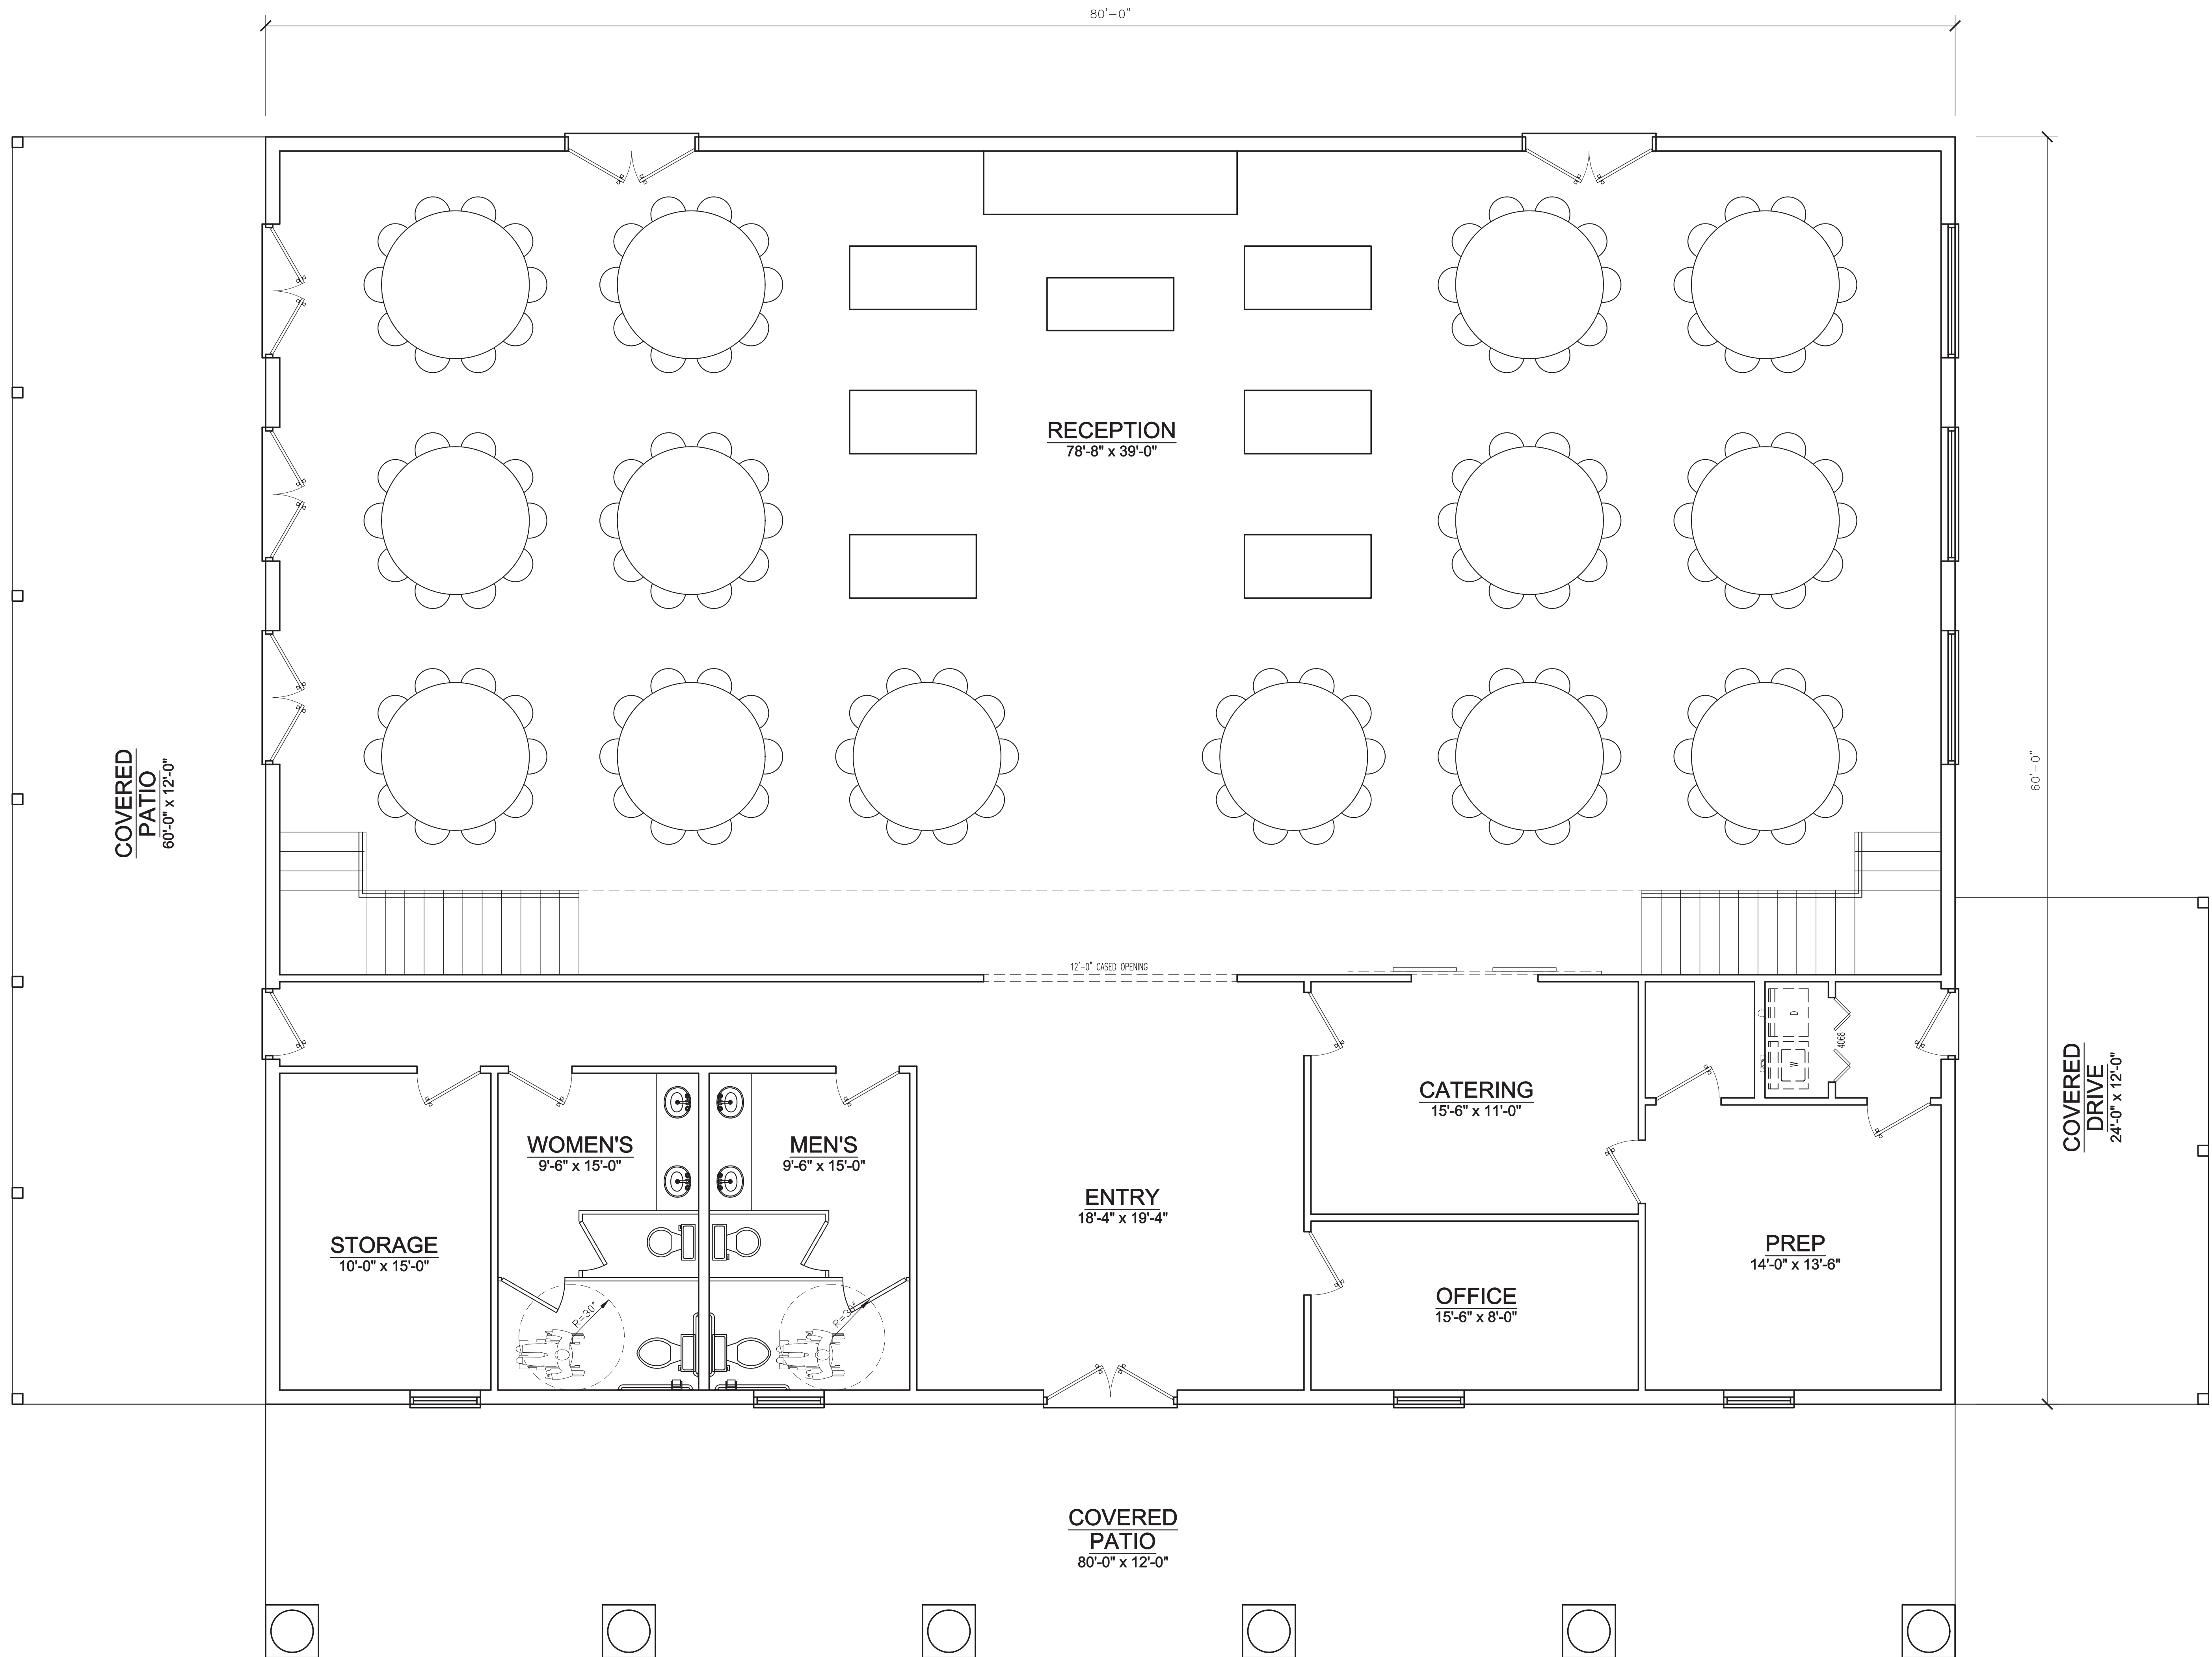 80'-0"
RECEPTION
78'-8" x 39'-0"
COVERED
PATIO
60'-0" x 12'-0"
60'-0"
12'-0" CASED OPENING
D
W
4068
COVERED
DRIVE
24'-0" x 12'-0"
CATERING
15'-6" x 11'-0"
WOMEN'S
9'-6" x 15'-0"
MEN'S
9'-6" x 15'-0"
ENTRY
18'-4" x 19'-4"
STORAGE
10'-0" x 15'-0"
PREP
14'-0" x 13'-6"
OFFICE
15'-6" x 8'-0"
R=30"
R=30"
COVERED
PATIO
80'-0" x 12'-0"